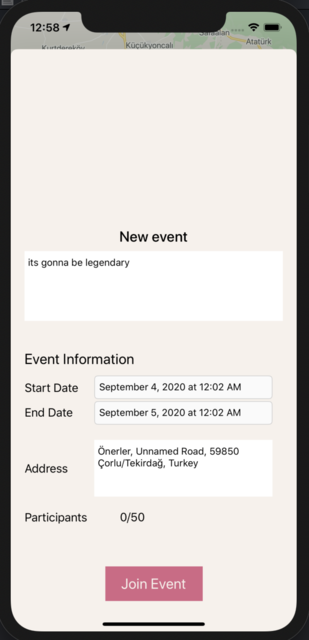 12:58
Kurtdereköy
Küçükyoncalı
Safaalan
Atatürk
New event
its gonna be legendary
Event Information
Start Date
September 4, 2020 at 12:02 AM
End Date
September 5, 2020 at 12:02 AM
Address
Önerler, Unnamed Road, 59850
Çorlu/Tekirdağ, Turkey
Participants
0/50
Join Event